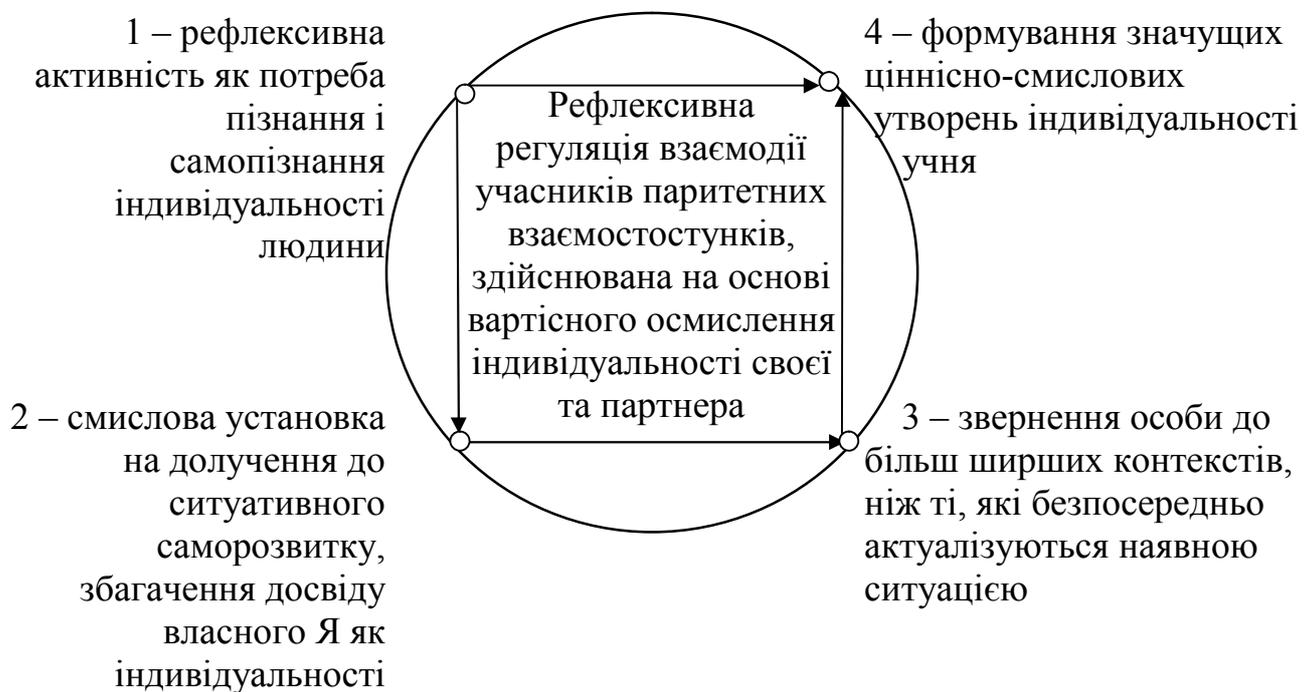 1 – рефлексивна
активність як потреба
пізнання і
самопізнання
індивідуальності
людини
4 – формування значущих
ціннісно-смислових
утворень індивідуальності
учня
Рефлексивна
регуляція взаємодії
учасників паритетних
взаємостостунків,
здійснювана на основі
вартісного осмислення
індивідуальності своєї
та партнера
2 – смислова установка
на долучення до
ситуативного
саморозвитку,
збагачення досвіду
власного Я як
індивідуальності
3 – звернення особи до
більш ширших контекстів,
ніж ті, які безпосередньо
актуалізуються наявною
ситуацією